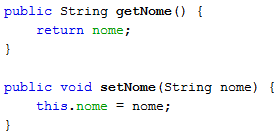 public String getNome() {
    return nome;
}

public void setNome(String nome) {
    this.nome = nome;
}